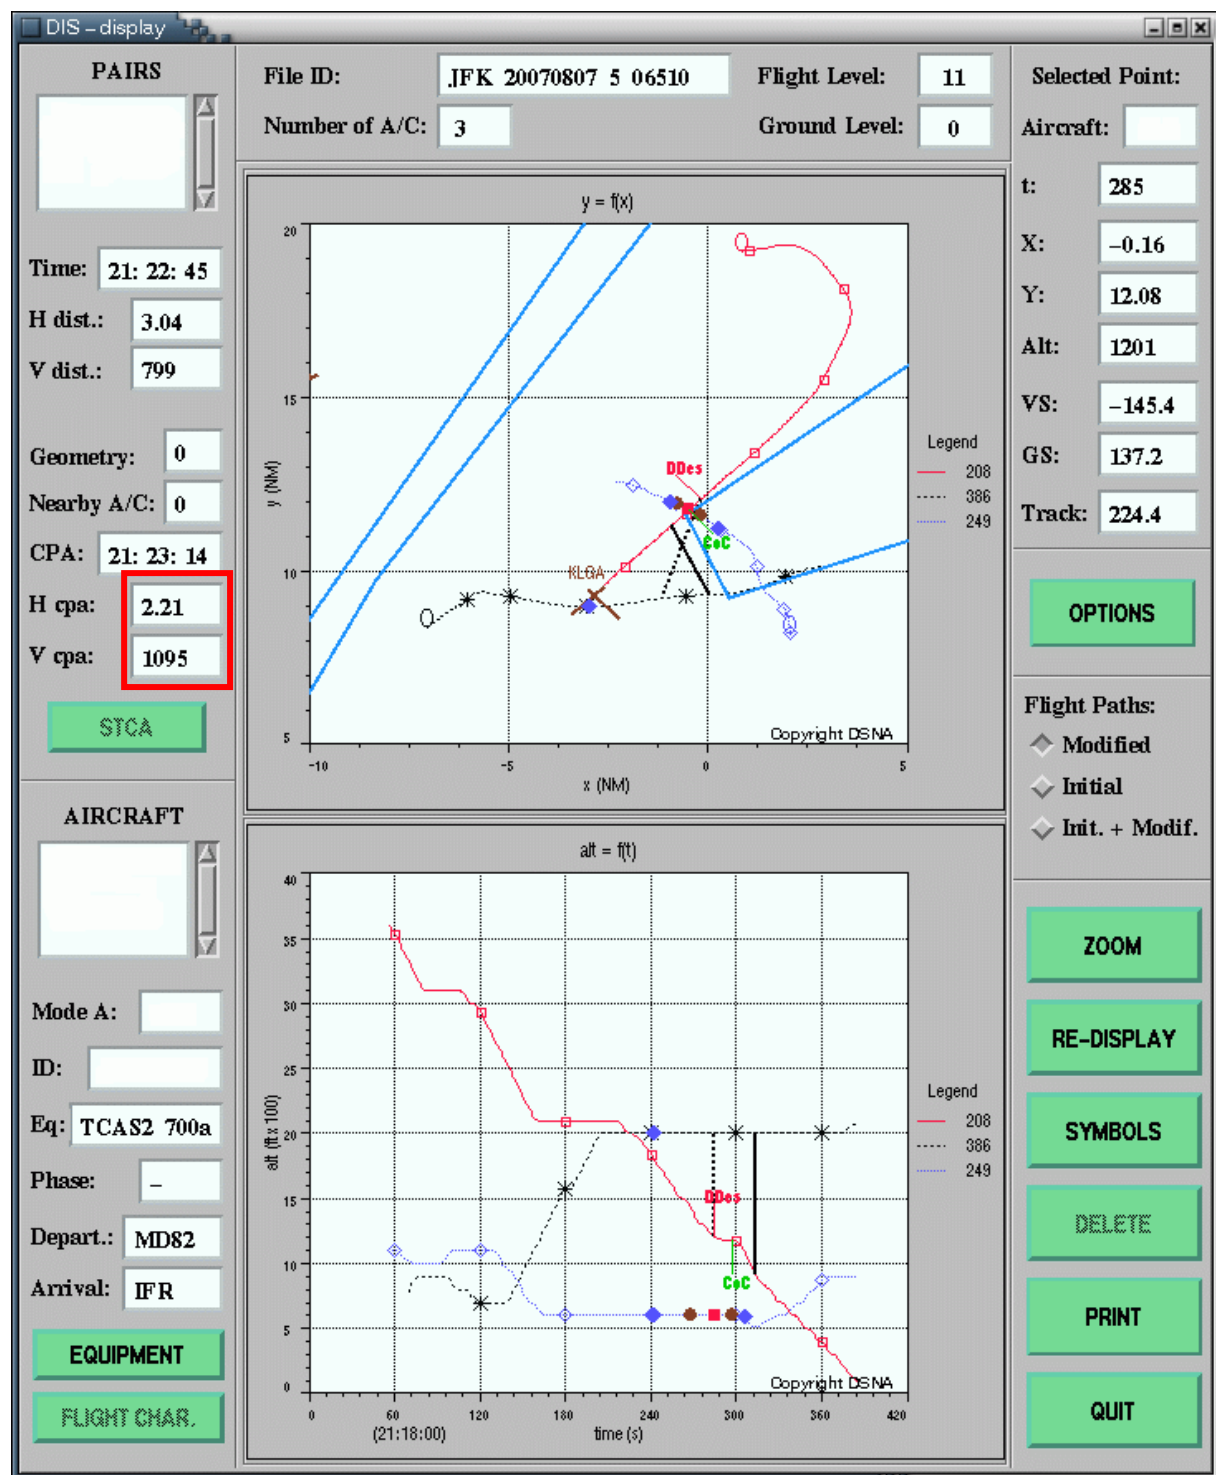 DIS – display
PAIRS
Time: 21: 22: 45
H dist.: 3.04
V dist.: 799
Geometry: 0
Nearby A/C: 0
CPA: 21: 23: 14
H cpa: 2.21
V cpa: 1095
STCA
AIRCRAFT
Mode A:
ID:
Eq: TCAS2 700a
Phase: –
Depart.: MD82
Arrival: IFR
EQUIPMENT
FLIGHT CHAR.
File ID: JFK 20070807 5 06510
Flight Level: 11
Number of A/C: 3
Ground Level: 0
y = f(x)
20
15
10
5
y (NM)
-10
-5
0
5
x (NM)
DDes
CoC
KLGA
Copyright DSNA
Legend
208
386
249
alt = f(t)
40
35
30
25
20
15
10
5
0
alt (ft x 100)
0
60
120
180
240
300
360
420
(21:18:00)
time (s)
DDes
CoC
Copyright DSNA
Legend
208
386
249
Selected Point:
Aircraft:
t: 285
X: –0.16
Y: 12.08
Alt: 1201
VS: –145.4
GS: 137.2
Track: 224.4
OPTIONS
Flight Paths:
Modified
Initial
Init. + Modif.
ZOOM
RE–DISPLAY
SYMBOLS
DELETE
PRINT
QUIT